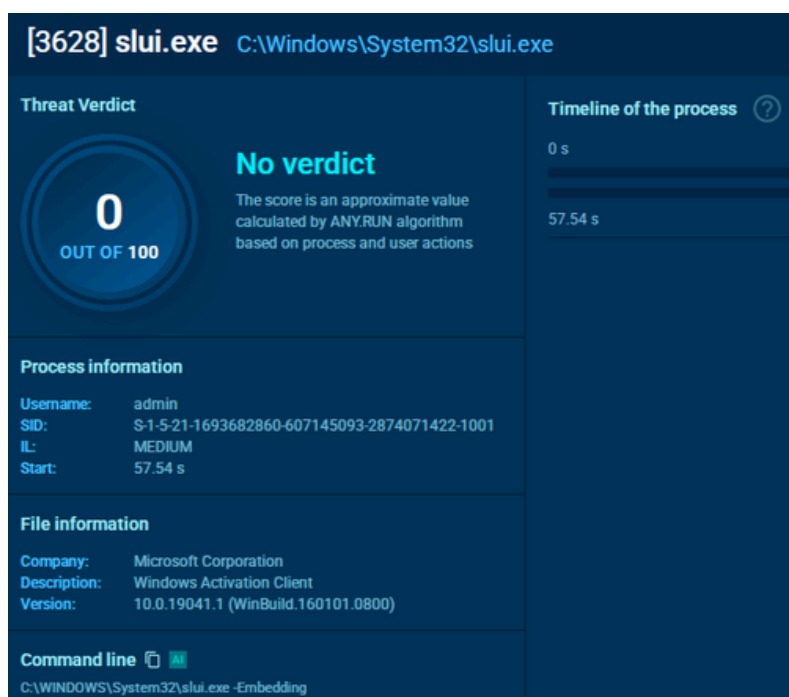 [3628] slui.exe C:\Windows\System32\slui.exe
Threat Verdict
0
OUT OF 100
No verdict
The score is an approximate value
calculated by ANY.RUN algorithm
based on process and user actions
Timeline of the process ?
0 s
57.54 s
Process information
Username: admin
SID: S-1-5-21-1693682860-607145093-2874071422-1001
IL: MEDIUM
Start: 57.54 s
File information
Company: Microsoft Corporation
Description: Windows Activation Client
Version: 10.0.19041.1 (WinBuild.160101.0800)
Command line AI
C:\WINDOWS\System32\slui.exe -Embedding